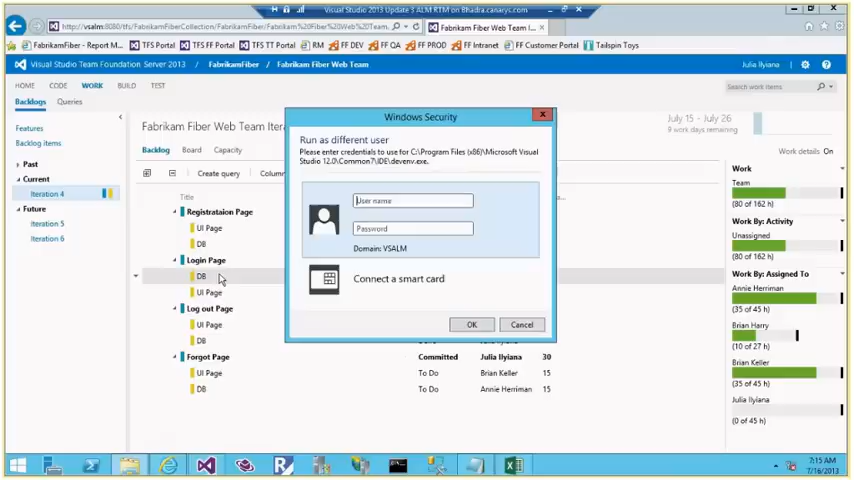 Visual Studio 2013 Update 3 ALM RTM on Bhadra.canarys.com
http://vsalm:8080/tfs/FabrikamFiberCollection/FabrikamFiber/Fabrikam%20Fiber%20Web%20Team.
Fabrikam Fiber Web Team I...
FabrikamFiber - Report M...
TFS Portal
TFS FF Portal
TFS TT Portal
RM
FF DEV
FF QA
FF PROD
FF Intranet
FF Customer Portal
Tailspin Toys
Visual Studio Team Foundation Server 2013
FabrikamFiber
Fabrikam Fiber Web Team
Julia Ilyiana
HOME
CODE
WORK
BUILD
TEST
Search work items
Backlogs
Queries
Features
Backlog items
Past
Current
Iteration 4
Future
Iteration 5
Iteration 6
Fabrikam Fiber Web Team Itera
July 15 - July 26
9 work days remaining
Backlog
Board
Capacity
Work details On
Create query
Column
Title
Registrataion Page
UI Page
DB
Login Page
DB
UI Page
Log out Page
UI Page
DB
Forgot Page
Committed
Julia Ilyiana
30
UI Page
To Do
Brian Keller
15
DB
To Do
Annie Herriman
15
Windows Security
Run as different user
Please enter credentials to use for C:\Program Files (x86)\Microsoft Visual
Studio 12.0\Common7\IDE\devenv.exe.
User name
Password
Domain: VSALM
Connect a smart card
OK
Cancel
Work
Team
(80 of 162 h)
Work By: Activity
Unassigned
(80 of 162 h)
Work By: Assigned To
Annie Herriman
(35 of 45 h)
Brian Harry
(10 of 27 h)
Brian Keller
(35 of 45 h)
Julia Ilyiana
(0 of 45 h)
7:15 AM
7/16/2013